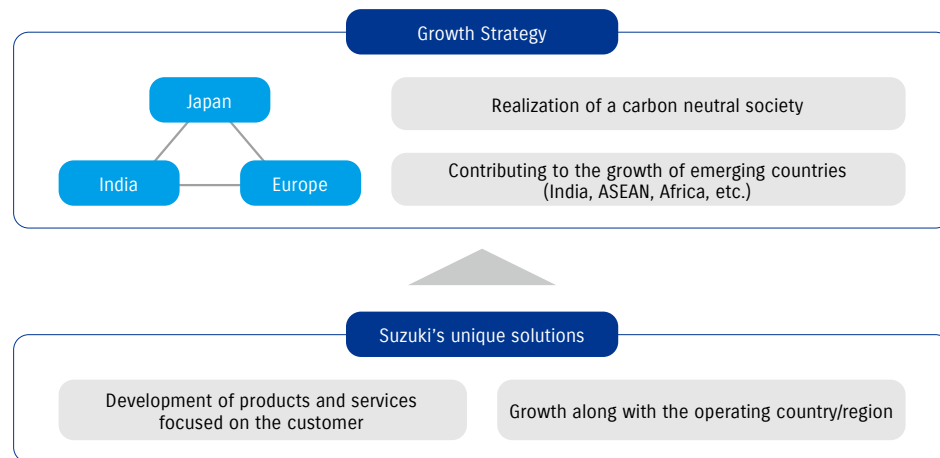 Growth Strategy
Japan
India
Europe
Realization of a carbon neutral society
Contributing to the growth of emerging countries
(India, ASEAN, Africa, etc.)
Suzuki's unique solutions
Development of products and services
focused on the customer
Growth along with the operating country/region